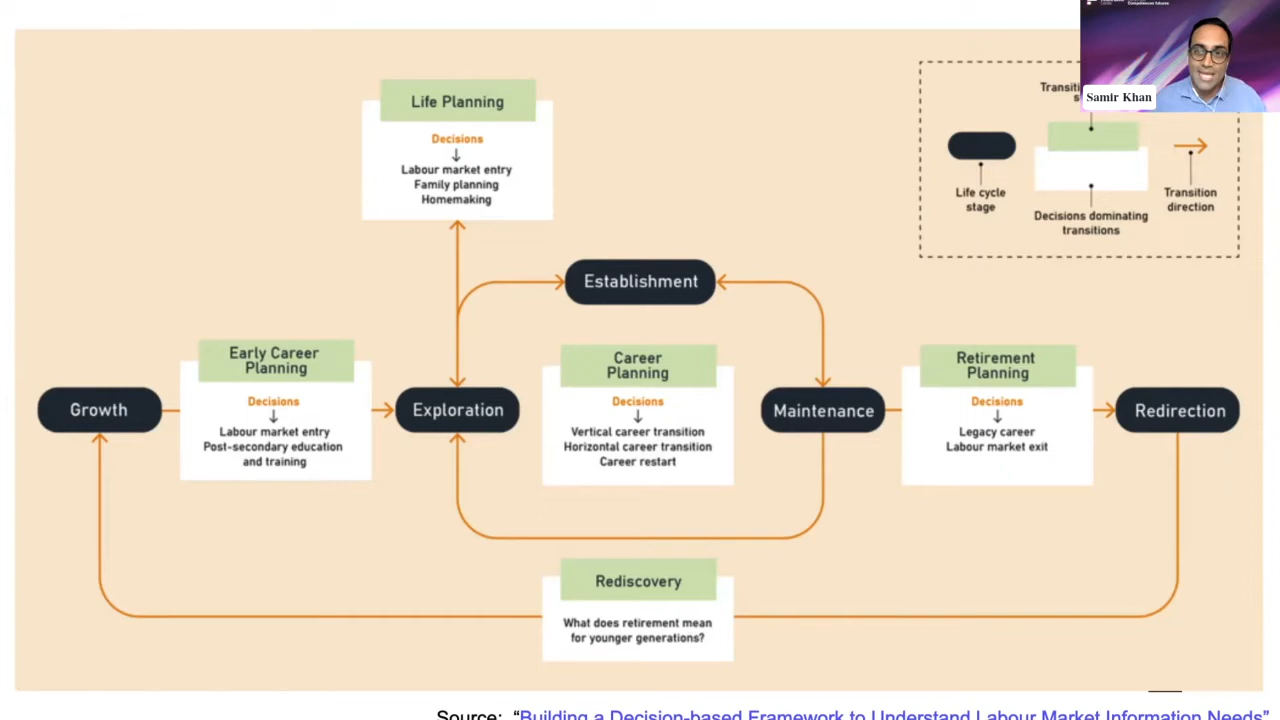 Compétences futures
Samir Khan
Life Planning
Decisions
Labour market entry
Family planning
Homemaking
Life cycle
stage
Decisions dominating
transitions
Transition
direction
Establishment
Early Career
Planning
Decisions
Labour market entry
Post-secondary education
and training
Career
Planning
Decisions
Vertical career transition
Horizontal career transition
Career restart
Retirement
Planning
Decisions
Legacy career
Labour market exit
Growth
Exploration
Maintenance
Redirection
Rediscovery
What does retirement mean
for younger generations?
Source: “Building a Decision-based Framework to Understand Labour Market Information Needs”